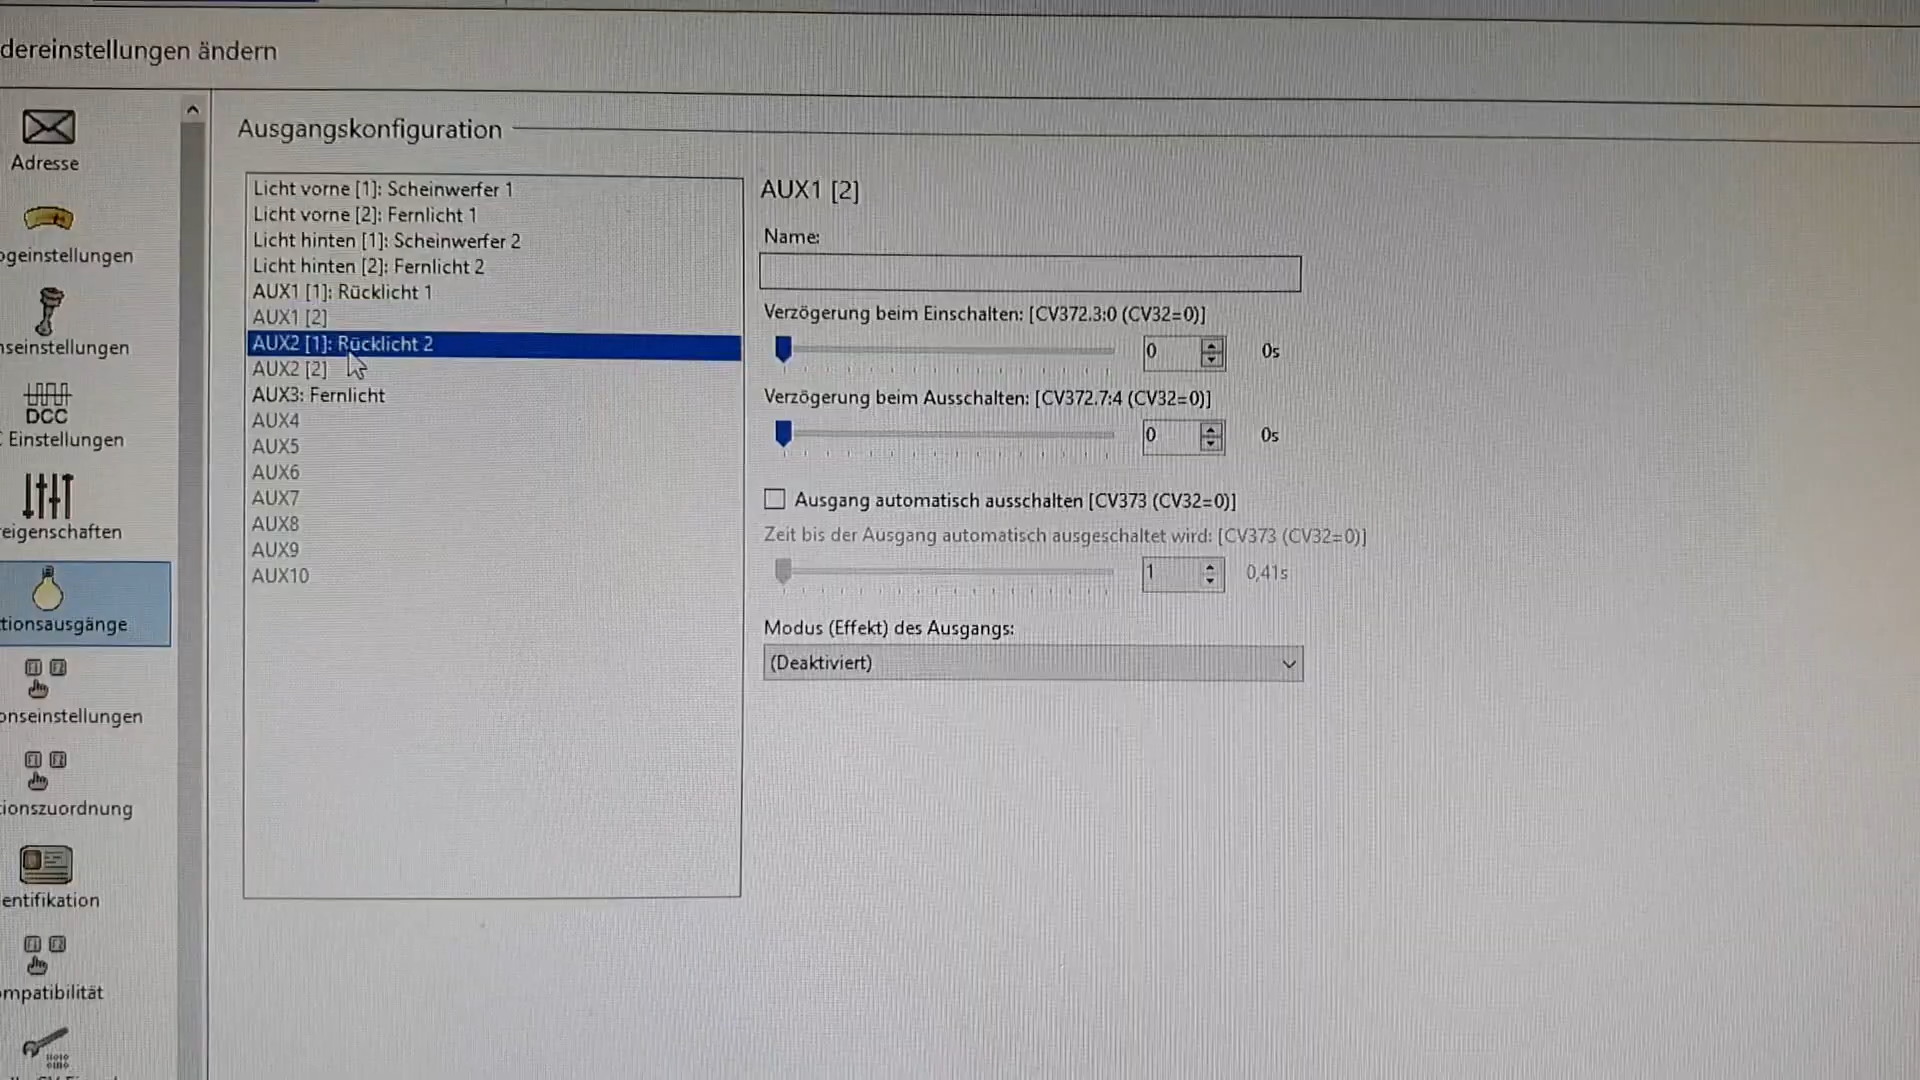 dereinstellungen ändern
Adresse
ogeinstellungen
nseinstellungen
DCC
Einstellungen
eigenschaften
tionsausgänge
onseinstellungen
tionszuordnung
entifikation
ompatibilität
Ausgangskonfiguration
Licht vorne [1]: Scheinwerfer 1
Licht vorne [2]: Fernlicht 1
Licht hinten [1]: Scheinwerfer 2
Licht hinten [2]: Fernlicht 2
AUX1 [1]: Rücklicht 1
AUX1 [2]
AUX2 [1]: Rücklicht 2
AUX2 [2]
AUX3: Fernlicht
AUX4
AUX5
AUX6
AUX7
AUX8
AUX9
AUX10
AUX1 [2]
Name:
Verzögerung beim Einschalten: [CV372.3:0 (CV32=0)]
0 0s
Verzögerung beim Ausschalten: [CV372.7:4 (CV32=0)]
0 0s
Ausgang automatisch ausschalten [CV373 (CV32=0)]
Zeit bis der Ausgang automatisch ausgeschaltet wird: [CV373 (CV32=0)]
1 0,41s
Modus (Effekt) des Ausgangs:
(Deaktiviert)